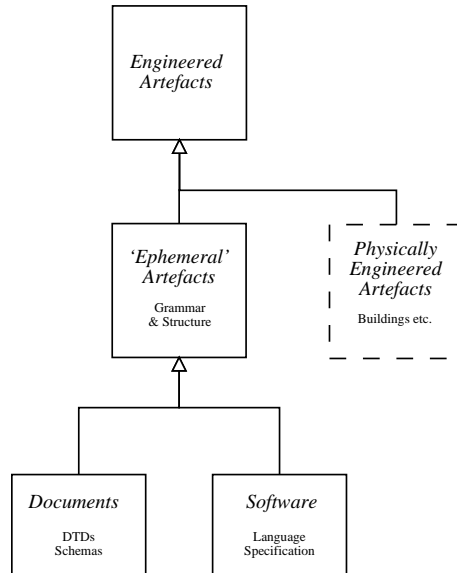 Engineered
Artefacts
‘Ephemeral’
Artefacts
Grammar
& Structure
Physically
Engineered
Artefacts
Buildings etc.
Documents
DTDs
Schemas
Software
Language
Specification